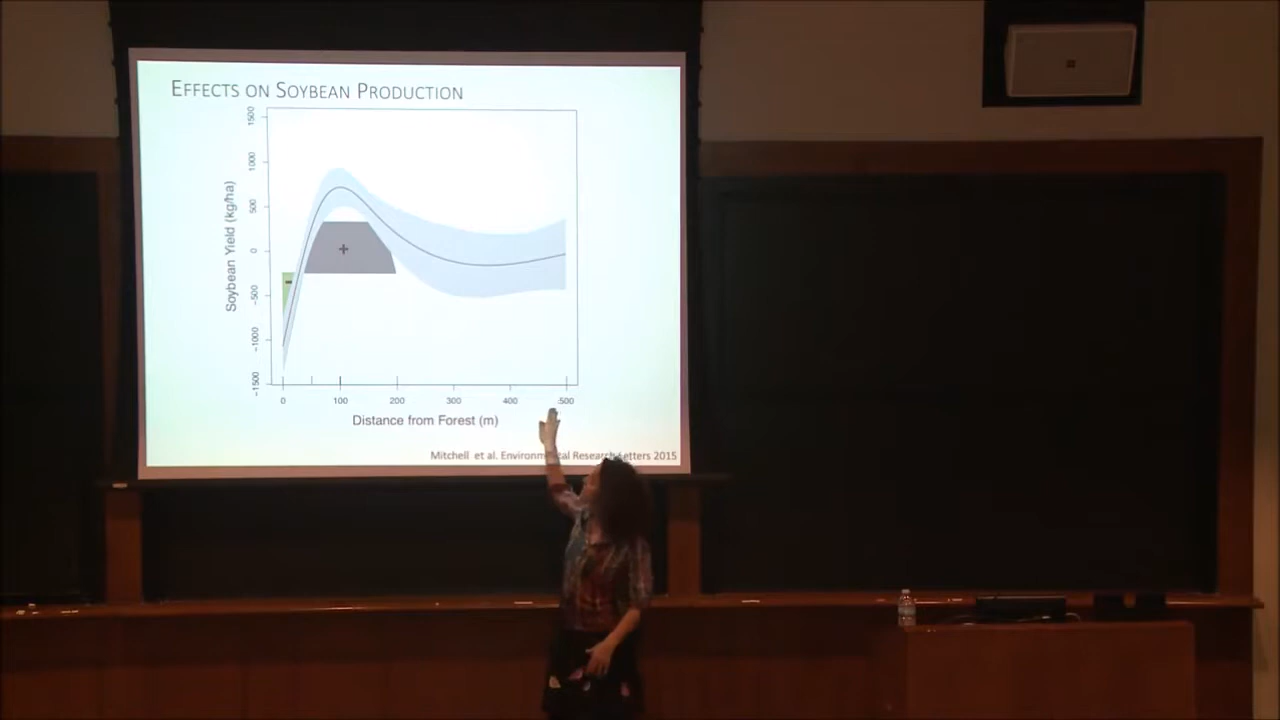 EFFECTS ON SOYBEAN PRODUCTION
1500
1000
500
0
-500
-1000
-1500
Soybean Yield (kg/ha)
+
-
0 100 200 300 400 500
Distance from Forest (m)
Mitchell et al. Environmental Research Letters 2015